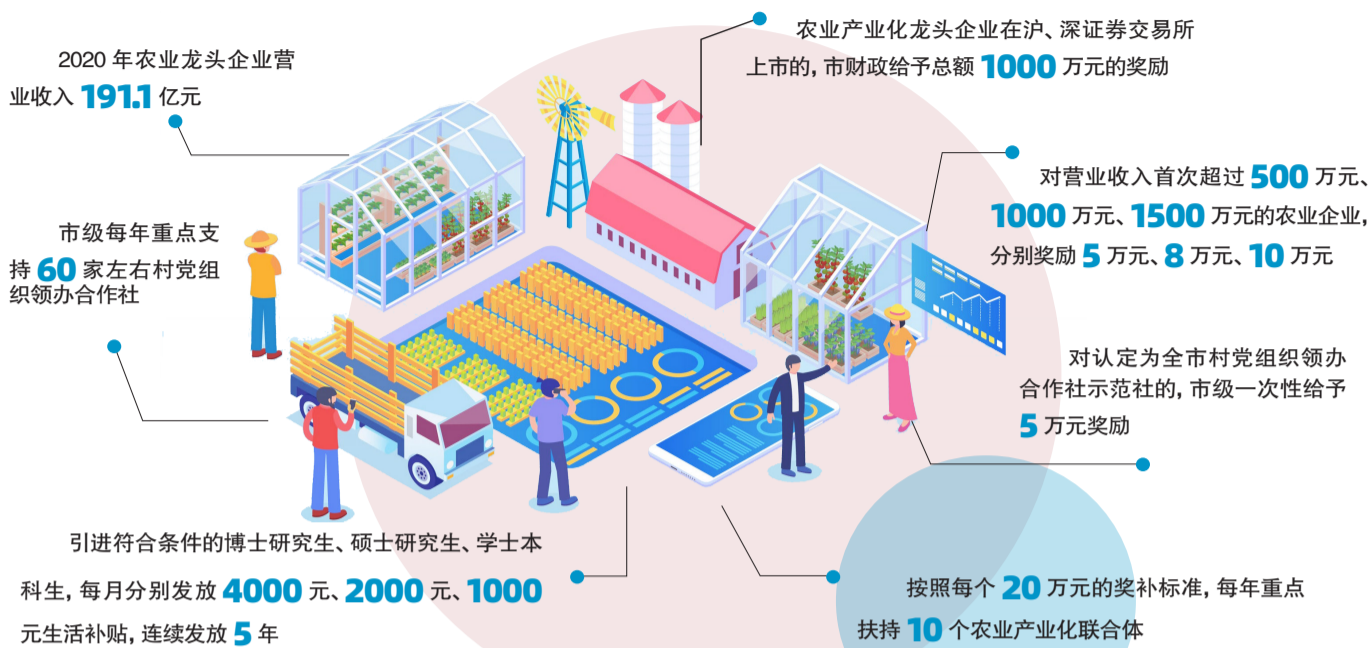 2020 年农业龙头企业营
业收入 191.1 亿元
农业产业化龙头企业在沪、深证券交易所
上市的, 市财政给予总额 1000 万元的奖励
对营业收入首次超过 500 万元、
1000 万元、1500 万元的农业企业,
分别奖励 5 万元、8 万元、10 万元
市级每年重点支
持 60 家左右村党组
织领办合作社
对认定为全市村党组织领办
合作社示范社的, 市级一次性给予
5 万元奖励
引进符合条件的博士研究生、硕士研究生、学士本
科生, 每月分别发放 4000 元、2000 元、1000
元生活补贴, 连续发放 5 年
按照每个 20 万元的奖补标准, 每年重点
扶持 10 个农业产业化联合体